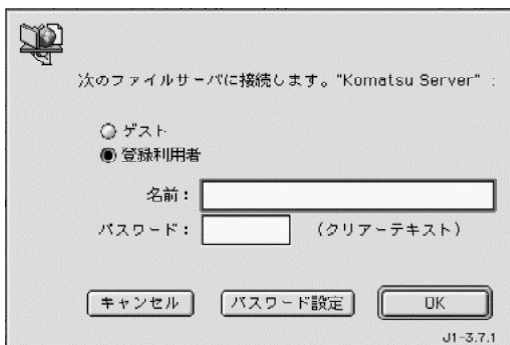 次のファイルサーバに接続します。"Komatsu Server" :
ゲスト
登録利用者
名前：
パスワード： (クリアーテキスト)
キャンセル パスワード設定 OK
J1-3.7.1